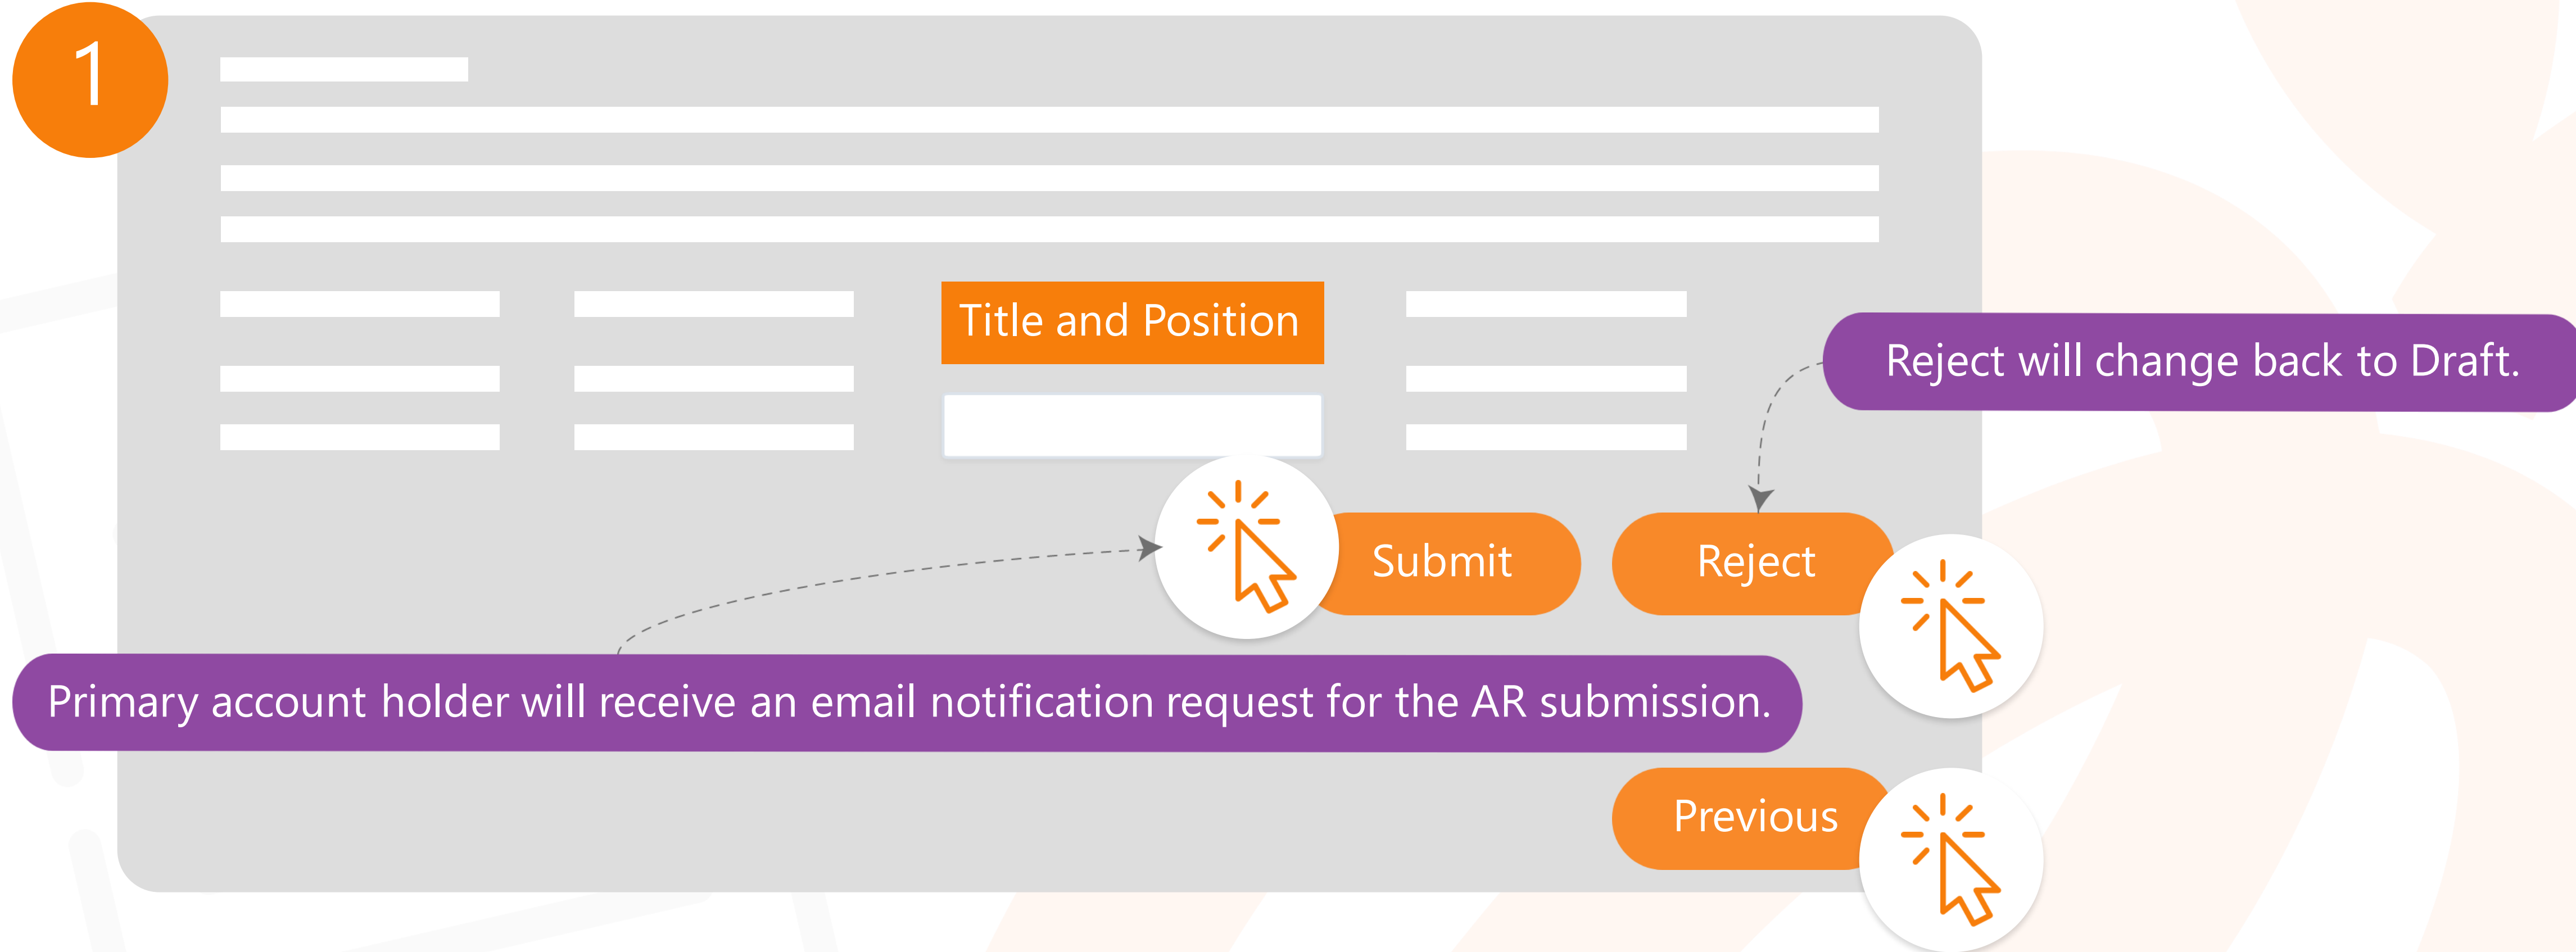 1
Title and Position
Reject will change back to Draft.
Submit
Reject
Primary account holder will receive an email notification request for the AR submission.
Previous